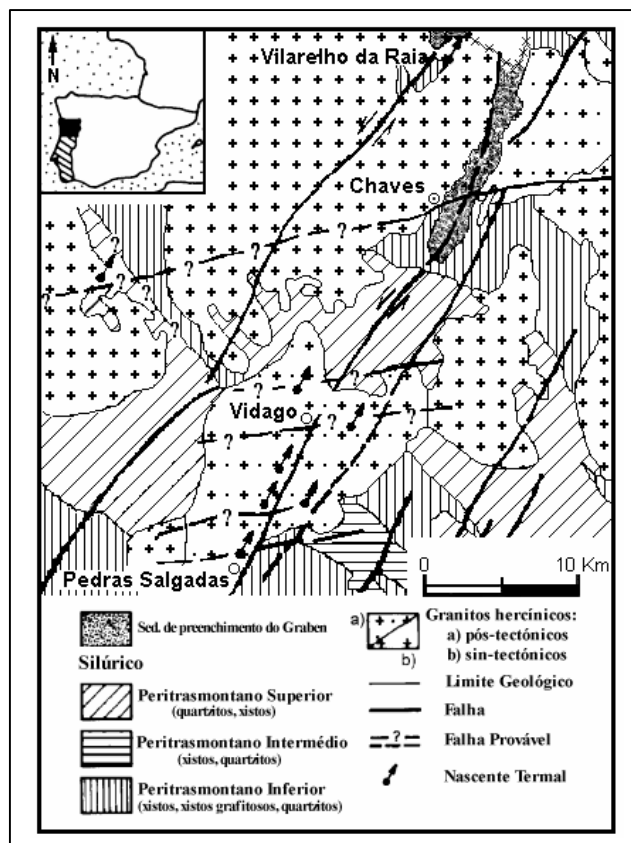 N
Vilarelho da Raia
Chaves
?
?
?
?
?
?
?
?
?
Vidago
?
?
?
Pedras Salgadas
0 10 Km
Sed. de preenchimento do Graben
Silúrico
Peritrasmontano Superior
(quartzitos, xistos)
Peritrasmontano Intermédio
(xistos, quartzitos)
Peritrasmontano Inferior
(xistos, xistos grafitosos, quartzitos)
a)
b)
Granitos hercínicos:
a) pós-tectónicos
b) sin-tectónicos
Limite Geológico
Falha
?
Falha Provável
Nascente Termal